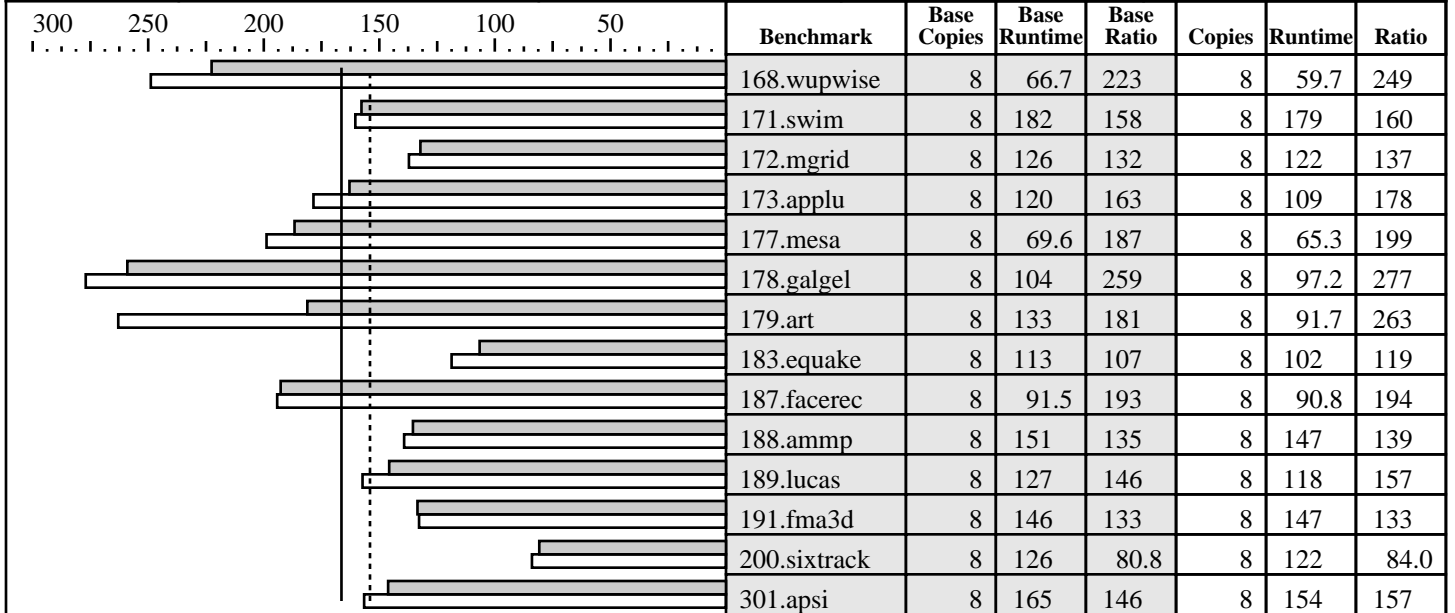 300 250 200 150 100 50
Benchmark Base Copies Base Runtime Base Ratio Copies Runtime Ratio
168.wupwise 8 66.7 223 8 59.7 249
171.swim 8 182 158 8 179 160
172.mgrid 8 126 132 8 122 137
173.applu 8 120 163 8 109 178
177.mesa 8 69.6 187 8 65.3 199
178.galgel 8 104 259 8 97.2 277
179.art 8 133 181 8 91.7 263
183.equake 8 113 107 8 102 119
187.facerec 8 91.5 193 8 90.8 194
188.ammp 8 151 135 8 147 139
189.lucas 8 127 146 8 118 157
191.fma3d 8 146 133 8 147 133
200.sixtrack 8 126 80.8 8 122 84.0
301.apsi 8 165 146 8 154 157